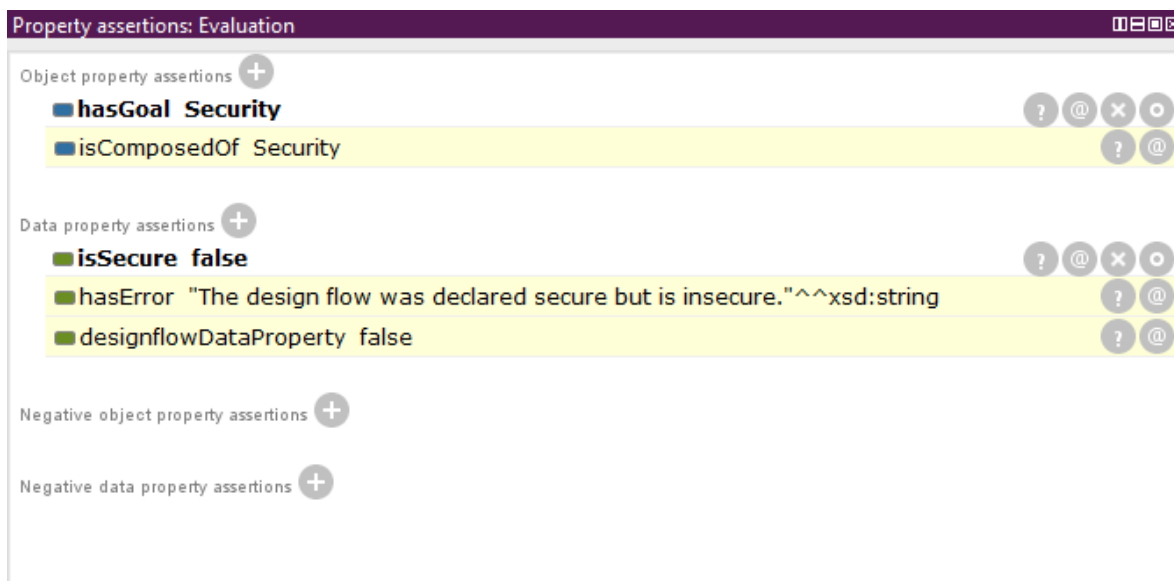 Property assertions: Evaluation
Object property assertions
hasGoal Security
isComposedOf Security
Data property assertions
isSecure false
hasError "The design flow was declared secure but is insecure."^^xsd:string
designflowDataProperty false
Negative object property assertions
Negative data property assertions